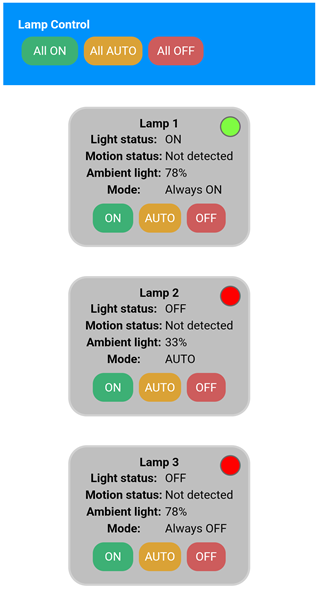 Lamp Control
All ON All AUTO All OFF
Lamp 1
Light status: ON
Motion status: Not detected
Ambient light: 78%
Mode: Always ON
ON AUTO OFF
Lamp 2
Light status: OFF
Motion status: Not detected
Ambient light: 33%
Mode: AUTO
ON AUTO OFF
Lamp 3
Light status: OFF
Motion status: Not detected
Ambient light: 78%
Mode: Always OFF
ON AUTO OFF